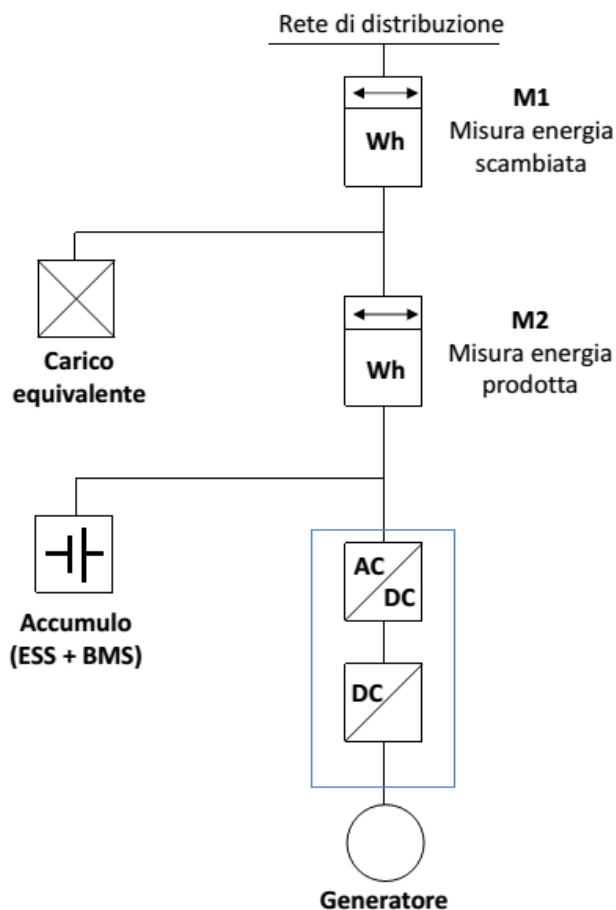 Rete di distribuzione
M1
Misura energia
scambiata
Wh
Carico
equivalente
M2
Misura energia
prodotta
Wh
AC
DC
Accumulo
(ESS + BMS)
DC
Generatore